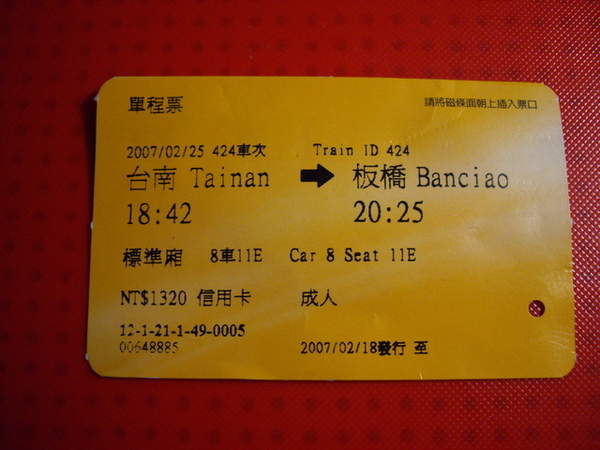 單程票 請將磁條面朝上插入票口
2007/02/25 424車次 Train ID 424
台南 Tainan → 板橋 Banciao
18:42 20:25
標準廂 8車11E Car 8 Seat 11E
NT$1320 信用卡 成人
12-1-21-1-49-0005
00648885 2007/02/18發行 至